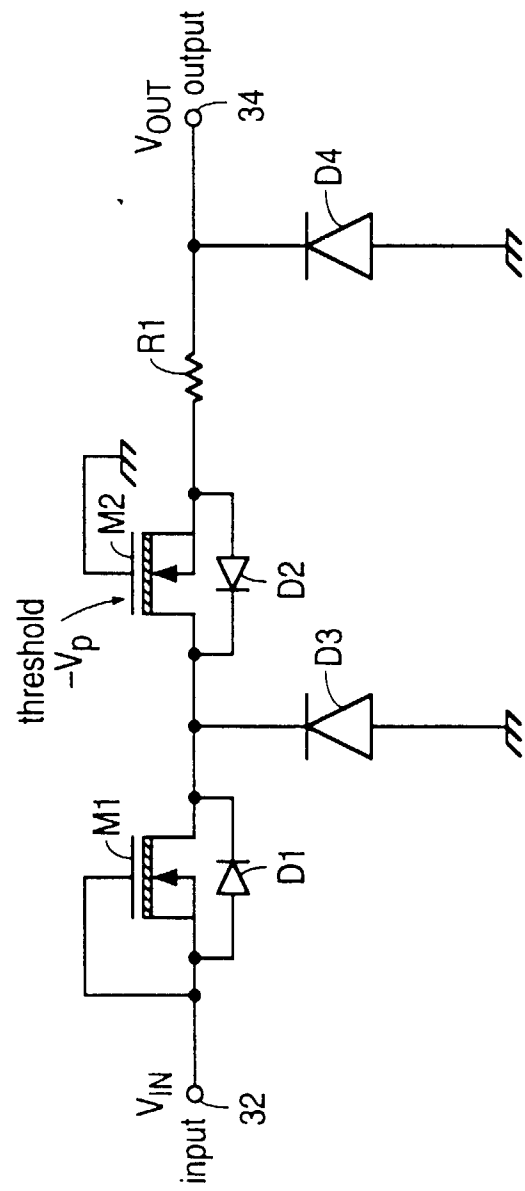 V_IN
input
32
M1
D1
D3
threshold
-V_p
M2
D2
R1
D4
V_OUT
output
34